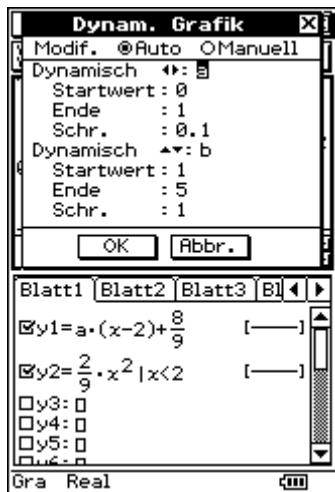 Dynam. Grafik
Modif. Auto Manuell
Dynamisch ◂▸: a
Startwert: 0
Ende : 1
Schr. : 0.1
Dynamisch ▴▾: b
Startwert: 1
Ende : 5
Schr. : 1
OK Abbr.
Blatt1 Blatt2 Blatt3 Bl
y1=a·(x-2)+8/9 [—]
y2=2/9·x²|x<2 [—]
y3:
y4:
y5:
Gra Real